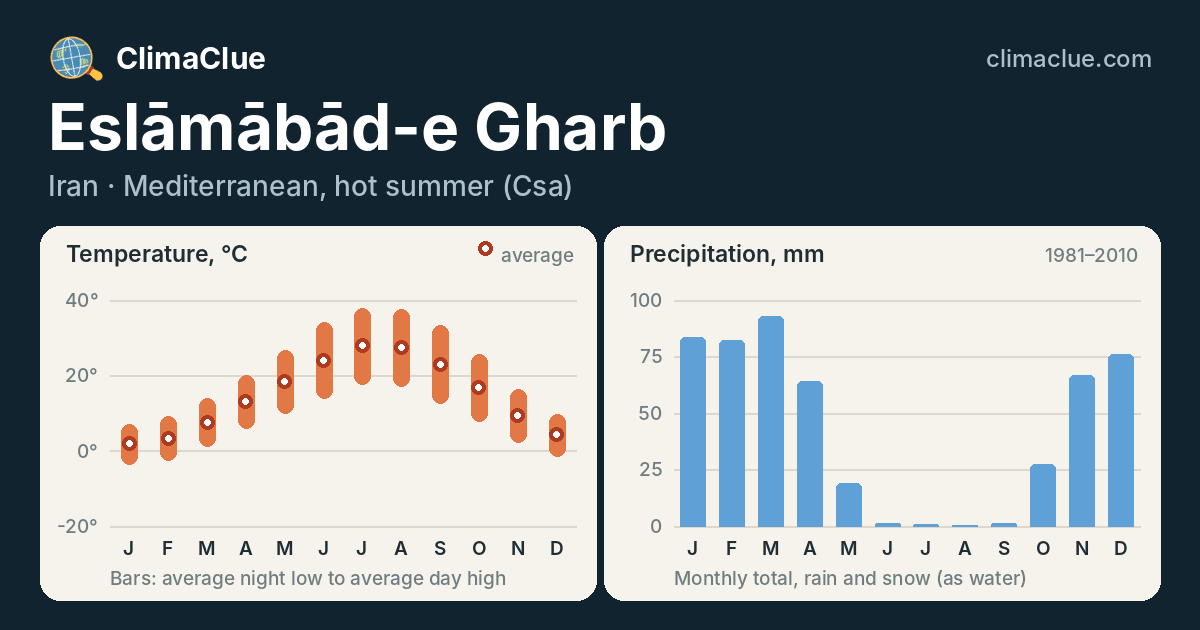 ClimaClue
climaclue.com
Eslāmābād-e Gharb
Iran · Mediterranean, hot summer (Csa)
Temperature, °C
average
40°
20°
0°
-20°
J F M A M J J A S O N D
Bars: average night low to average day high
Precipitation, mm
1981–2010
100
75
50
25
0
J F M A M J J A S O N D
Monthly total, rain and snow (as water)